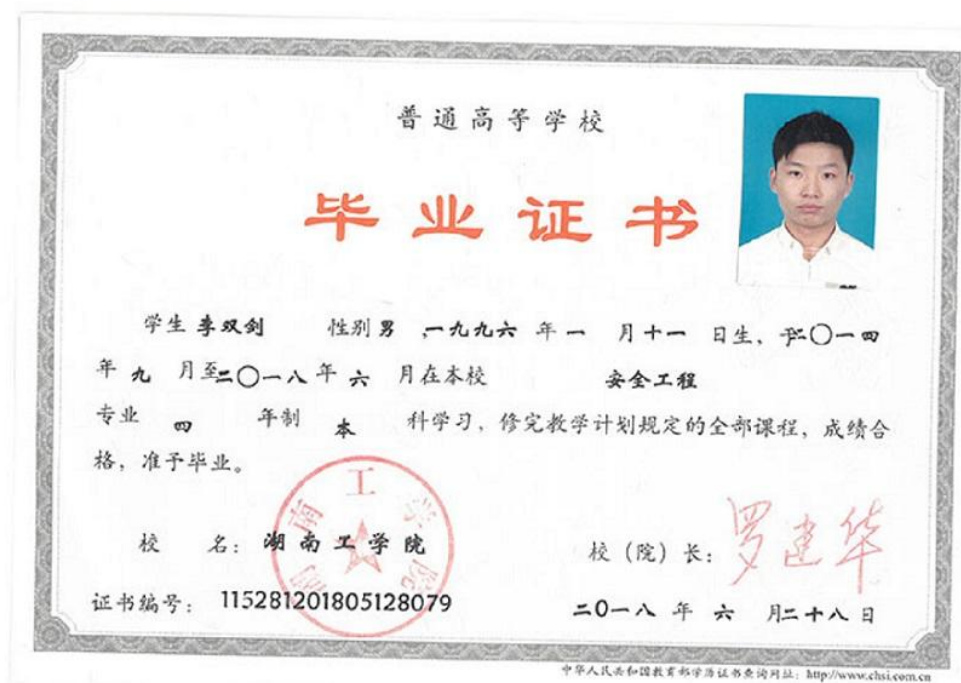 普通高等学校
毕业证书
学生 李双剑 性别 男 ,一九九六 年 一 月 十一 日生，于二〇一四
年 九 月至二〇一八 年 六 月在本校 安全工程
专业 四 年制 本 科学习，修完教学计划规定的全部课程，成绩合
格，准予毕业。
湖南工学院
校 名：湖南工学院
校（院）长：罗建华
证书编号：115281201805128079
二〇一八 年 六 月二十八 日
中华人民共和国教育部学历证书查询网址：http://www.chsi.com.cn